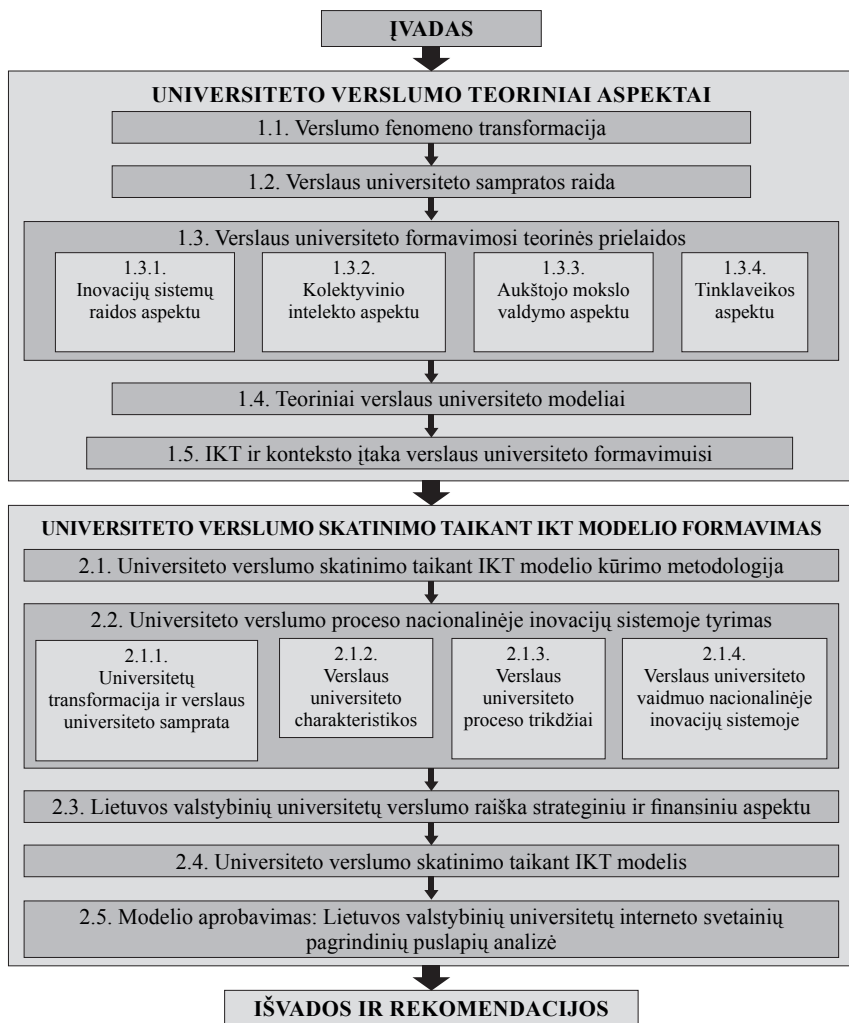 ĮVADAS
UNIVERSITETO VERSLUMO TEORINIAI ASPEKTAI
1.1. Verslumo fenomeno transformacija
1.2. Verslaus universiteto sampratos raida
1.3. Verslaus universiteto formavimosi teorinės prielaidos
1.3.1.
Inovacijų sistemų
raidos aspektu
1.3.2.
Kolektyvinio
intelekto aspektu
1.3.3.
Aukštojo mokslo
valdymo aspektu
1.3.4.
Tinklaveikos
aspektu
1.4. Teoriniai verslaus universiteto modeliai
1.5. IKT ir konteksto įtaka verslaus universiteto formavimuisi
UNIVERSITETO VERSLUMO SKATINIMO TAIKANT IKT MODELIO FORMAVIMAS
2.1. Universiteto verslumo skatinimo taikant IKT modelio kūrimo metodologija
2.2. Universiteto verslumo proceso nacionalinėje inovacijų sistemoje tyrimas
2.1.1.
Universitetų
transformacija ir verslaus
universiteto samprata
2.1.2.
Verslaus
universiteto
charakteristikos
2.1.3.
Verslaus
universiteto
proceso trikdžiai
2.1.4.
Verslaus universiteto
vaidmuo nacionalinėje
inovacijų sistemoje
2.3. Lietuvos valstybinių universitetų verslumo raiška strateginiu ir finansiniu aspektu
2.4. Universiteto verslumo skatinimo taikant IKT modelis
2.5. Modelio aprobavimas: Lietuvos valstybinių universitetų interneto svetainių
pagrindinių puslapių analizė
IŠVADOS IR REKOMENDACIJOS